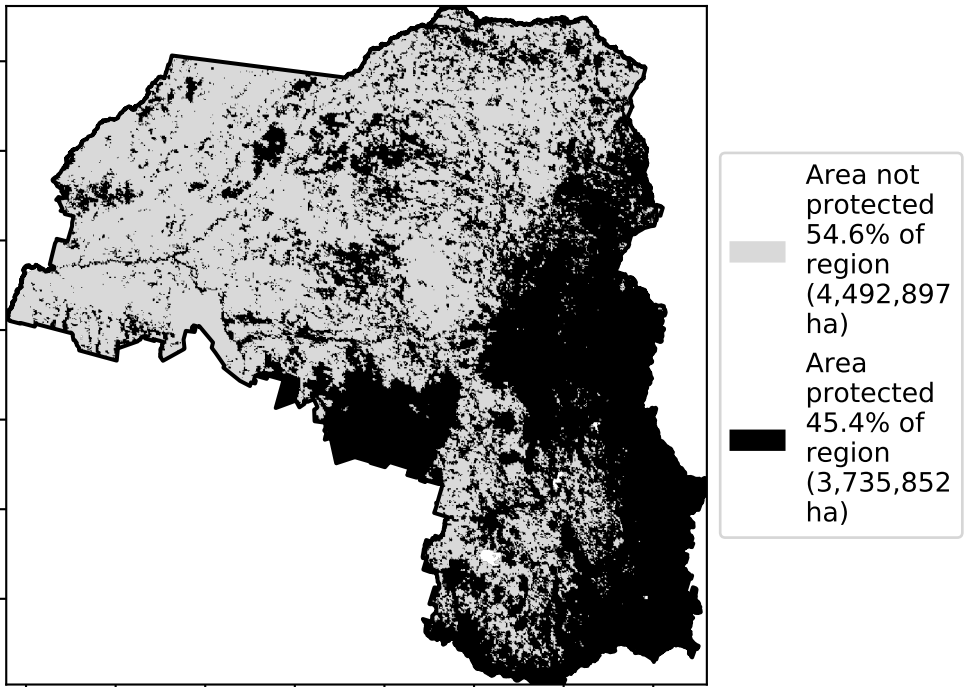 Area not
protected
54.6% of
region
(4,492,897
ha)
Area
protected
45.4% of
region
(3,735,852
ha)